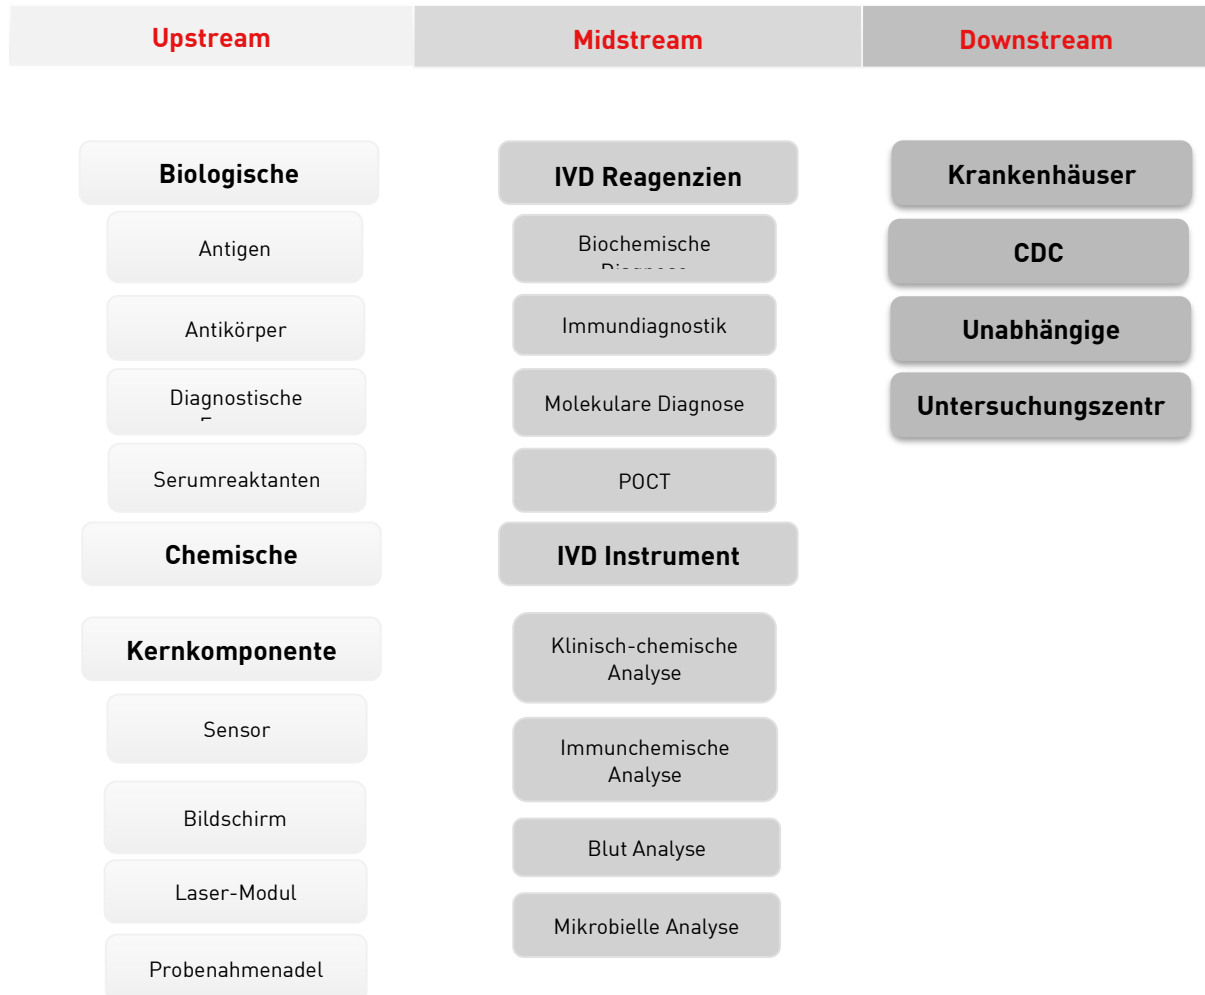 Upstream
Midstream
Downstream
Biologische
Antigen
Antikörper
Diagnostische
Serumreaktanten
Chemische
Kernkomponente
Sensor
Bildschirm
Laser-Modul
Probenahmenadel
IVD Reagenzien
Biochemische
Immundiagnostik
Molekulare Diagnose
POCT
IVD Instrument
Klinisch-chemische
Analyse
Immunchemische
Analyse
Blut Analyse
Mikrobielle Analyse
Krankenhäuser
CDC
Unabhängige
Untersuchungszentr